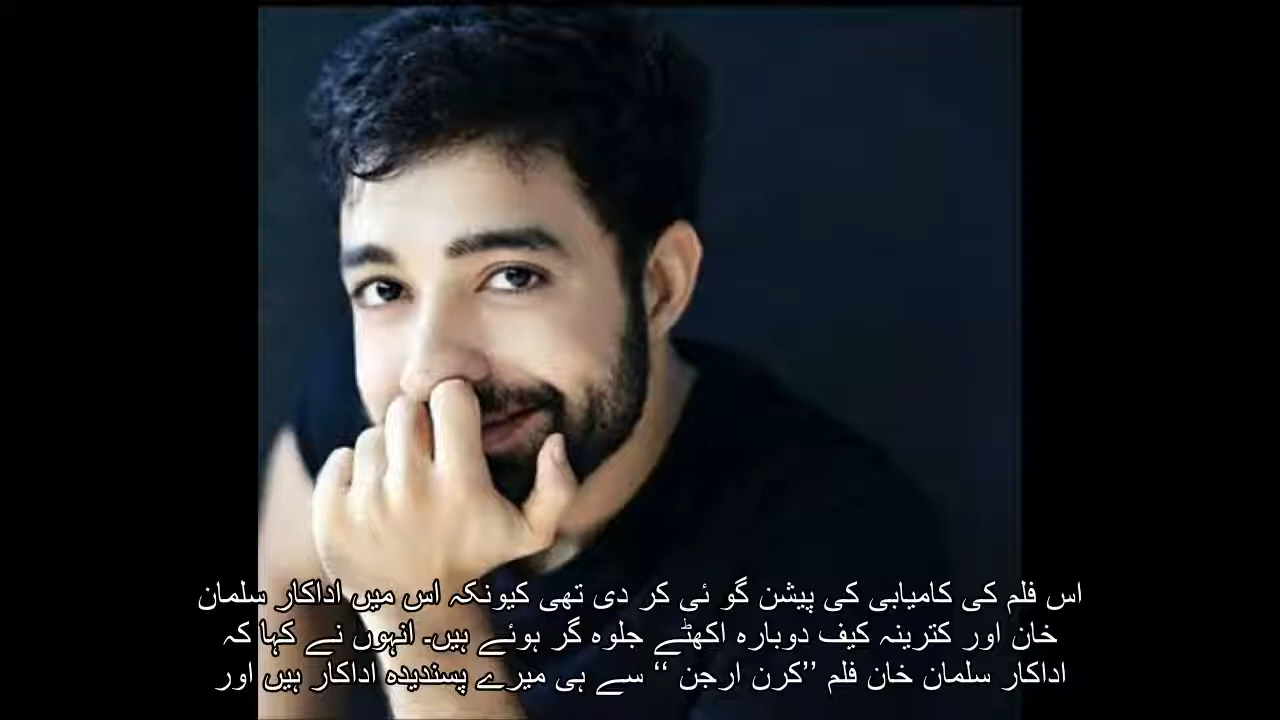 اس فلم کی کامیابی کی پیشن گو ئی کر دی تھی کیونکہ اس میں اداکار سلمان
خان اور کترینہ کیف دوبارہ اکھٹے جلوہ گر ہوئے ہیں۔ انہوں نے کہا کہ
اداکار سلمان خان فلم ’’کرن ارجن ‘‘ سے ہی میرے پسندیدہ اداکار ہیں اور